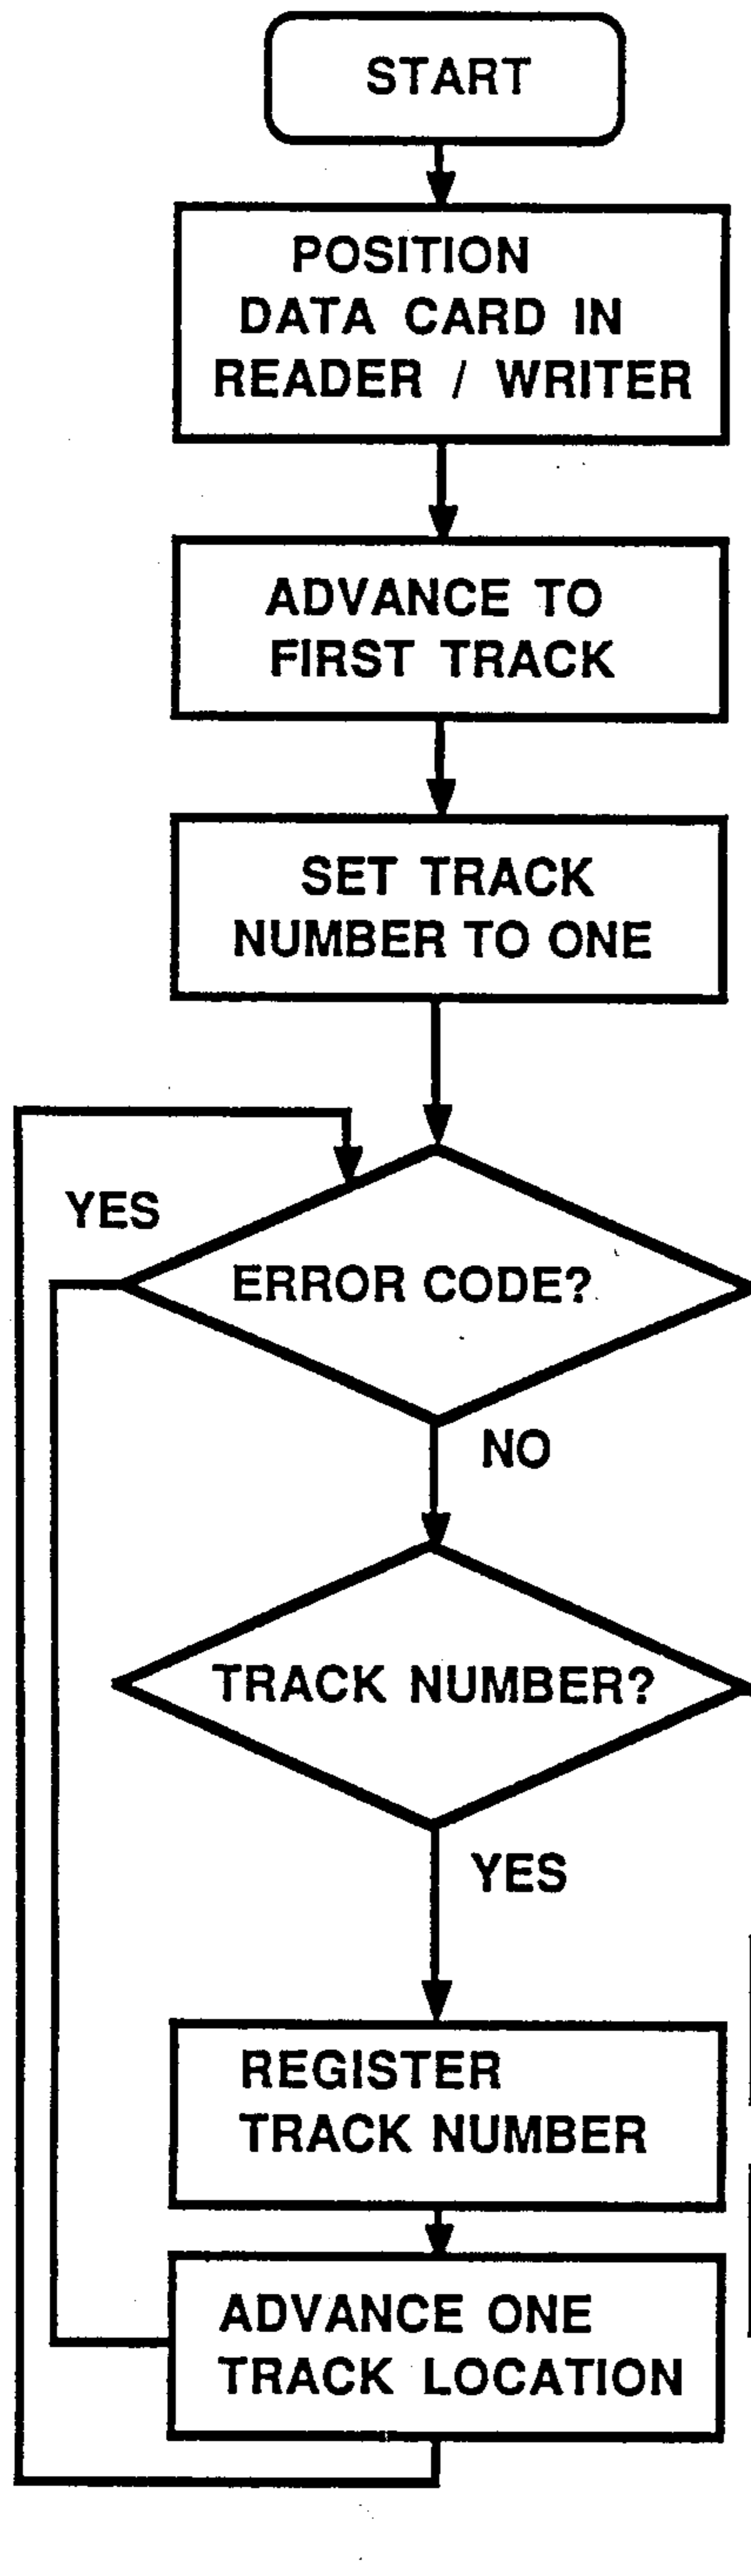 START
POSITION
DATA CARD IN
READER / WRITER
ADVANCE TO
FIRST TRACK
SET TRACK
NUMBER TO ONE
YES
ERROR CODE?
NO
TRACK NUMBER?
YES
REGISTER
TRACK NUMBER
ADVANCE ONE
TRACK LOCATION